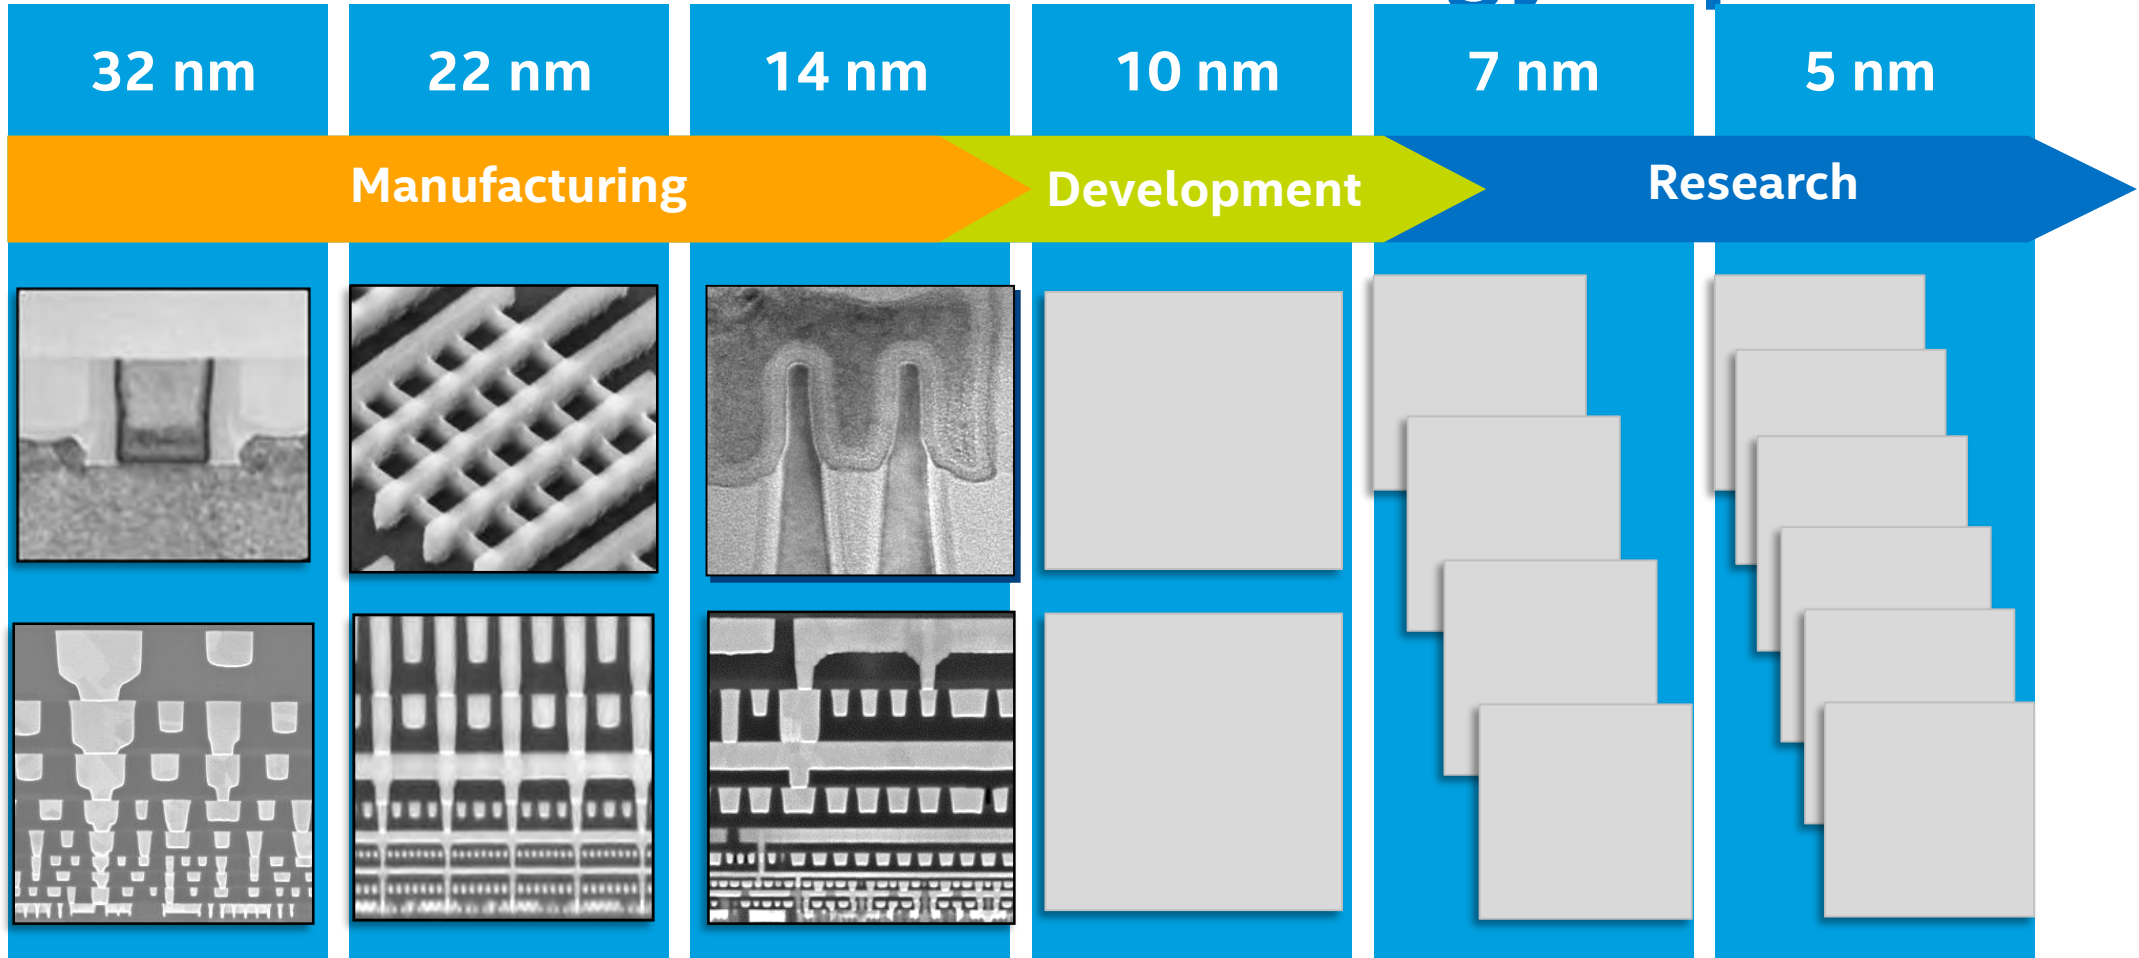 32 nm
22 nm
14 nm
10 nm
7 nm
5 nm
Manufacturing
Development
Research